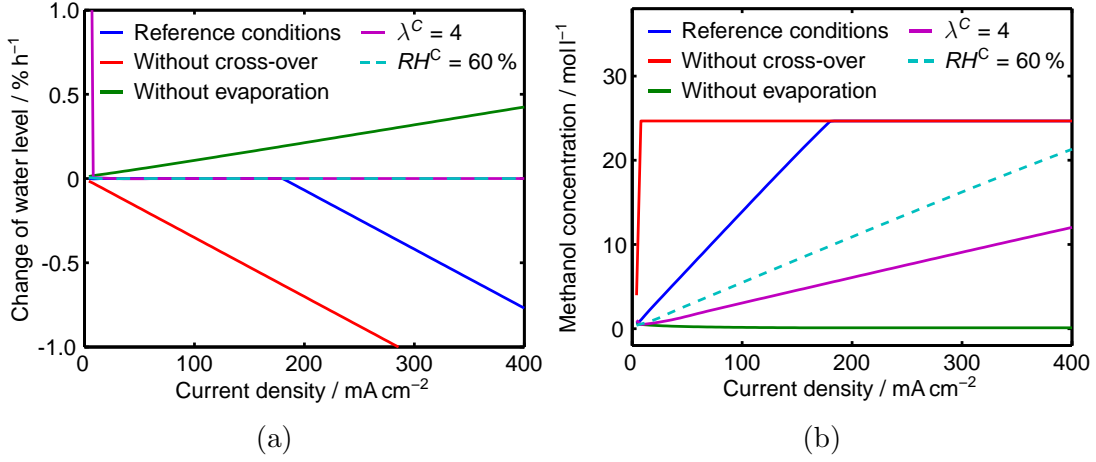 Change of water level / % h⁻¹
1.0
0.5
0
-0.5
-1.0
Reference conditions
Without cross-over
Without evaporation
λᶜ = 4
RHᶜ = 60 %
0 100 200 300 400
Current density / mA cm⁻²
(a)
Methanol concentration / mol l⁻¹
30
20
10
0
Reference conditions
Without cross-over
Without evaporation
λᶜ = 4
RHᶜ = 60 %
0 100 200 300 400
Current density / mA cm⁻²
(b)